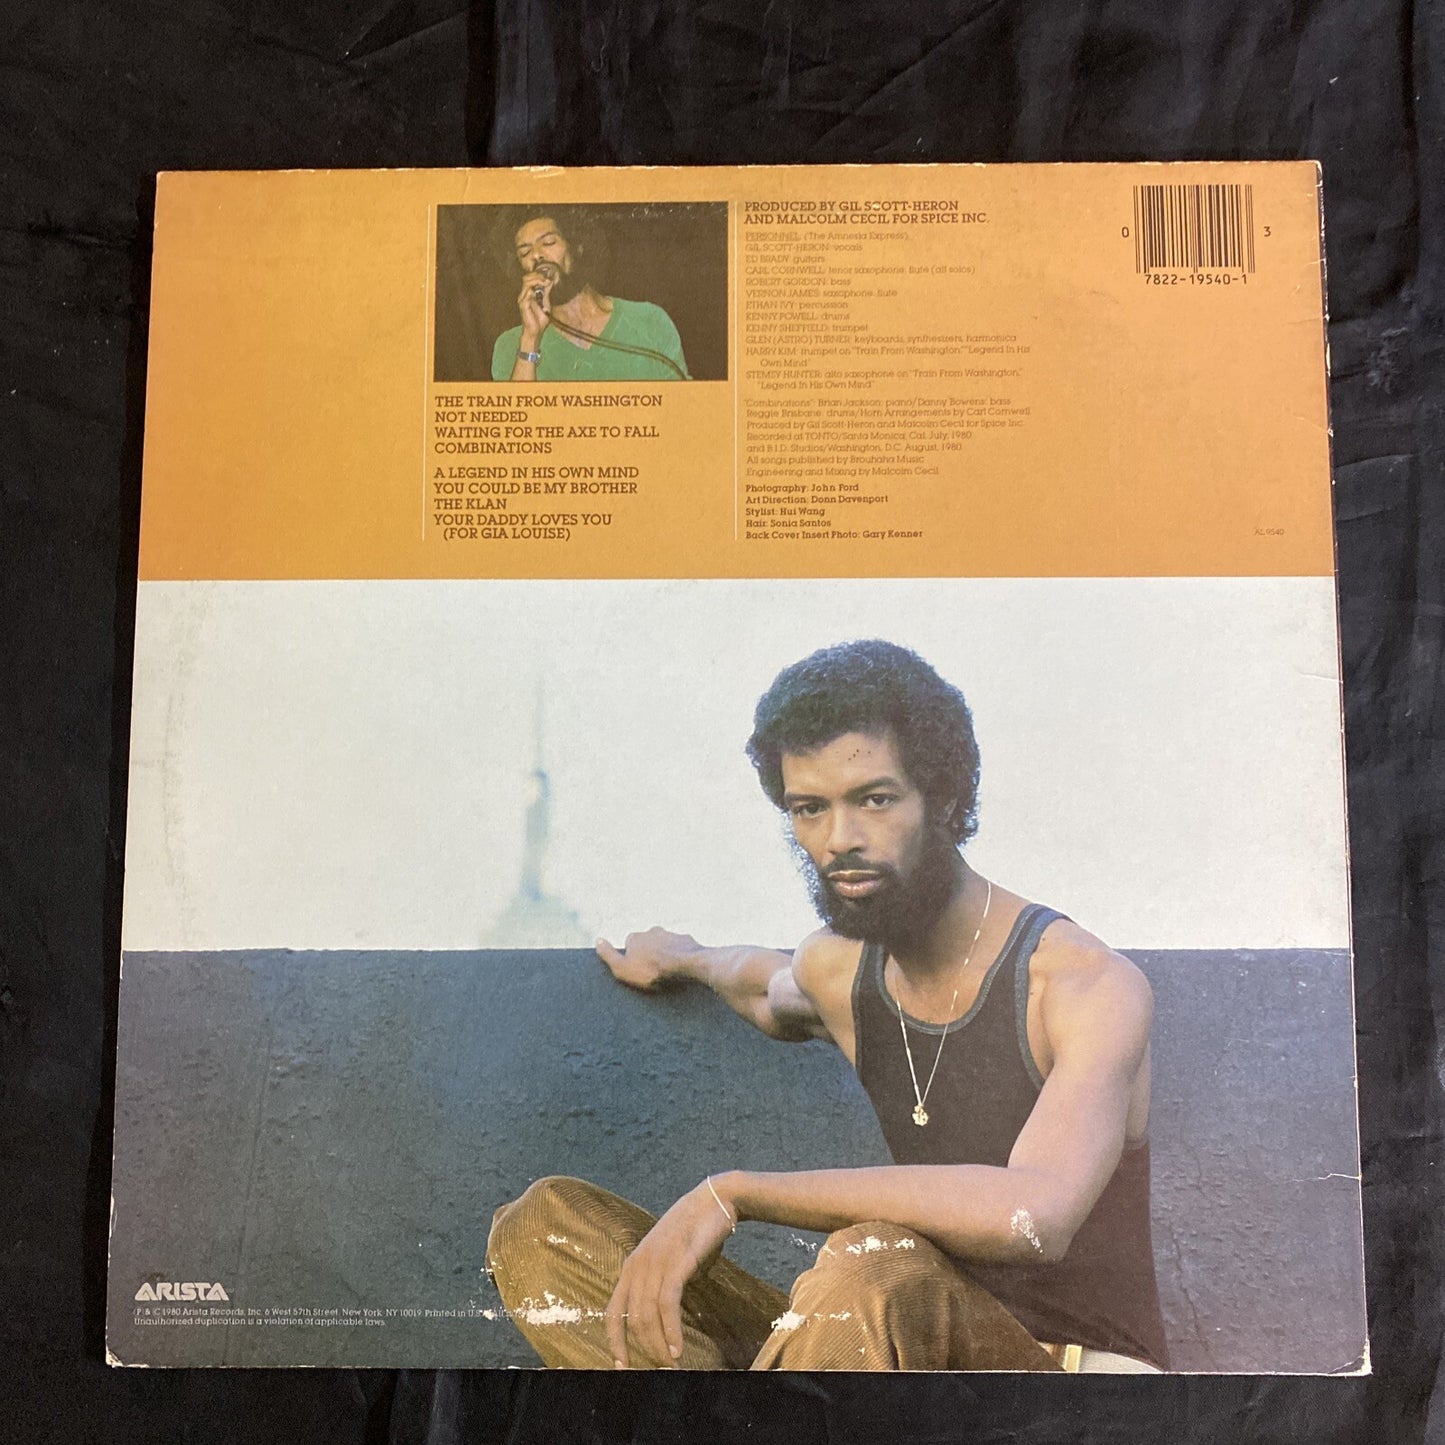 THE TRAIN FROM WASHINGTON
NOT NEEDED
WAITING FOR THE AXE TO FALL
COMBINATIONS
A LEGEND IN HIS OWN MIND
YOU COULD BE MY BROTHER
THE KLAN
YOUR DADDY LOVES YOU
(FOR GIA LOUISE)
PRODUCED BY GIL SCOTT-HERON
AND MALCOLM CECIL FOR SPICE INC.
PERSONNEL: (The Amnesia Express)
GIL SCOTT-HERON: vocals
ED BRADY: guitars
CARL CORNWELL: tenor saxophone, flute (all solos)
ROBERT GORDON: bass
VERNON JAMES: saxophone, flute
ETHAN IVY: percussion
KENNY POWELL: drums
KENNY SHEFFIELD: trumpet
GLEN (ASTRO) TURNER: keyboards, synthesizers, harmonica
HARRY KIM: trumpet on "Train From Washington," "Legend In His
Own Mind"
STEMSY HUNTER: alto saxophone on "Train From Washington,"
"Legend In His Own Mind"
"Combinations": Brian Jackson: piano/Danny Bowens: bass
Reggie Brisbane: drums/Horn Arrangements by Carl Cornwell
Produced by Gil Scott-Heron and Malcolm Cecil for Spice Inc.
Recorded at TONTO/Santa Monica, Cal. July, 1980
and B.I.D. Studios/Washington, D.C. August, 1980
All songs published by Brouhaha Music
Engineering and Mixing by Malcolm Cecil
Photography: John Ford
Art Direction: Donn Davenport
Stylist: Hui Wang
Hair: Sonia Santos
Back Cover Insert Photo: Gary Kenner
0 7822-19540-1 3
AL 9540
ARISTA
P & C 1980 Arista Records, Inc. 6 West 57th Street, New York, NY 10019 Printed in U.S.A.
Unauthorized duplication is a violation of applicable laws.